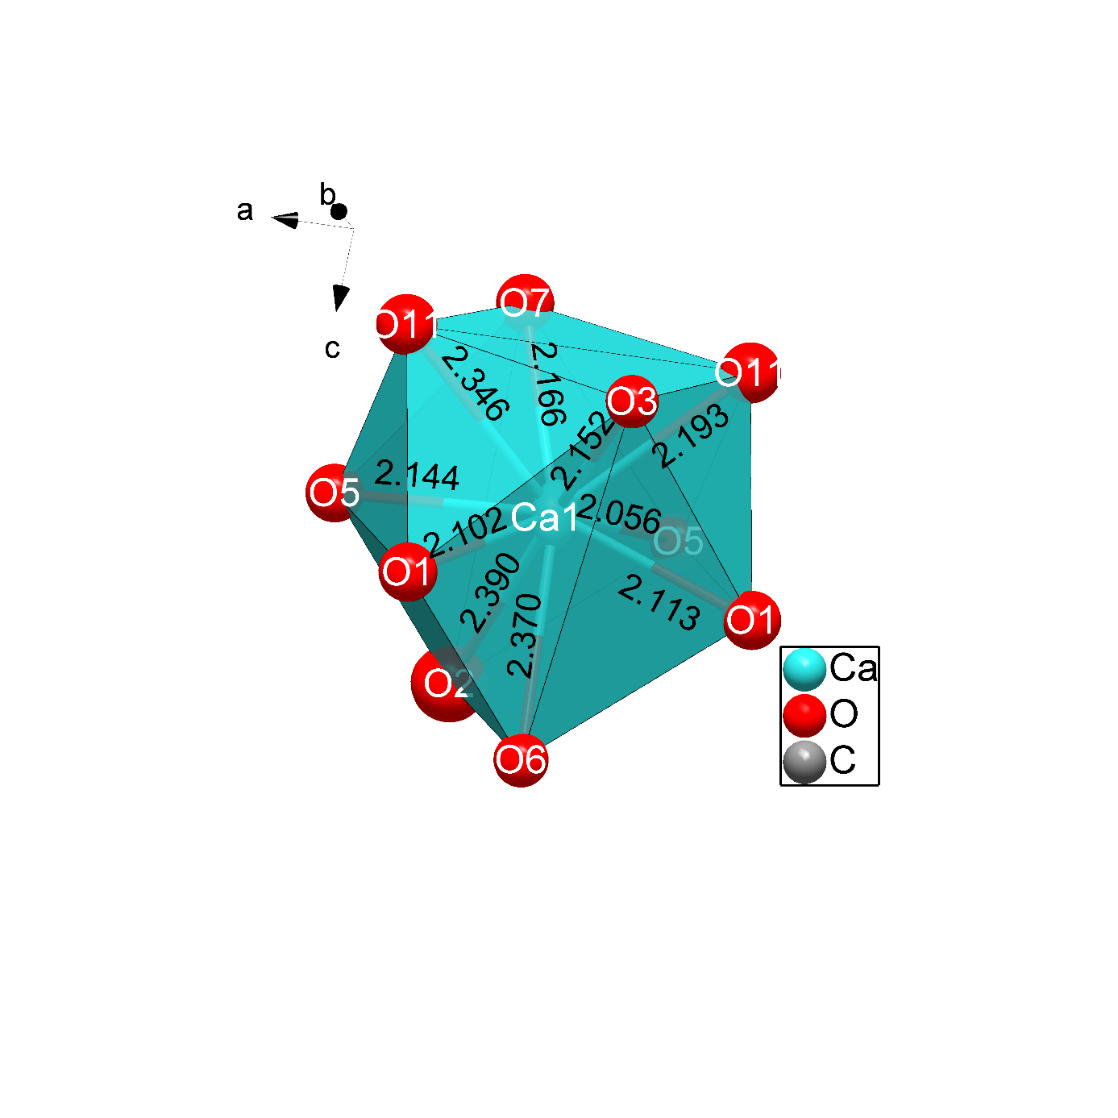 b
a
c
O7
O11
2.346
2.166
O11
O3
2.152
2.193
2.144
O5
Ca1
2.056
O5
2.102
O1
2.390
2.370
2.113
O1
O2
O6
Ca
O
C